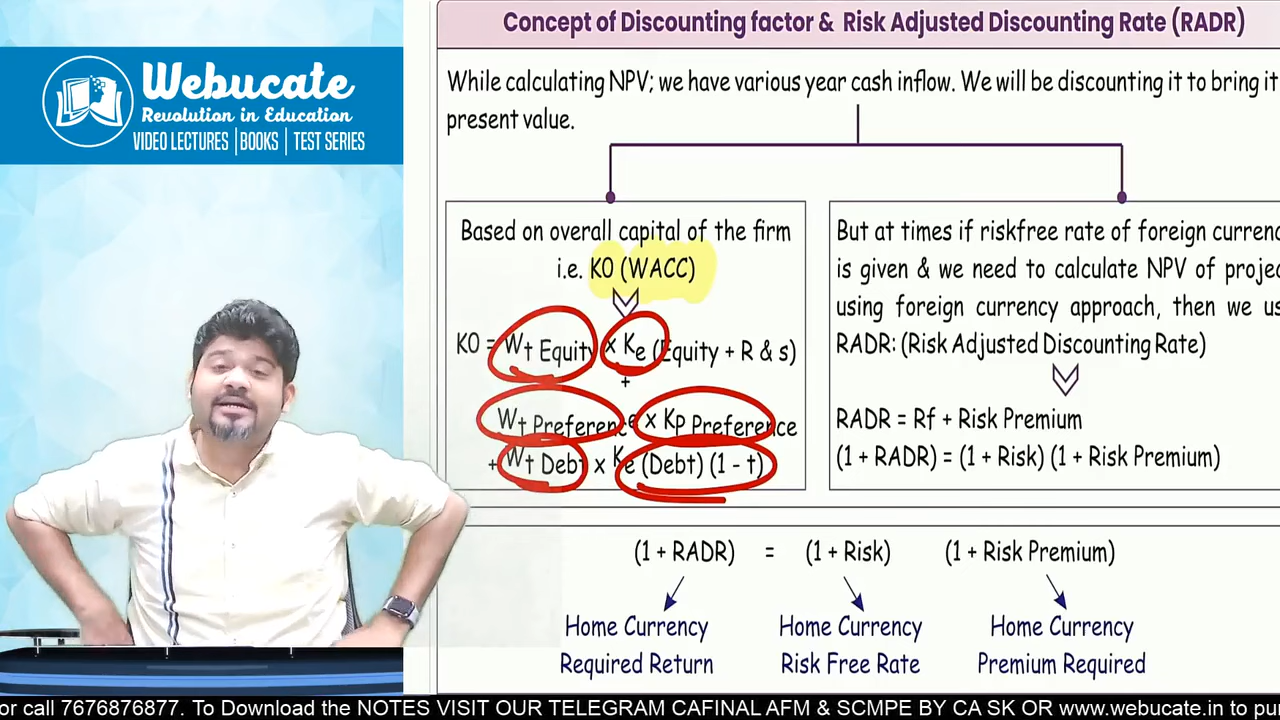 Concept of Discounting factor & Risk Adjusted Discounting Rate (RADR)
Webucate
Revolution in Education
VIDEO LECTURES | BOOKS | TEST SERIES
While calculating NPV; we have various year cash inflow. We will be discounting it to bring it
present value.
Based on overall capital of the firm
i.e. KO (WACC)
KO = Wt Equity x Ke (Equity + R & s)
+
Wt Preference x Kp Preference
+ Wt Debt x Ke (Debt) (1 - t)
But at times if riskfree rate of foreign
is given & we need to calculate NPV of
using foreign currency approach, then we
RADR: (Risk Adjusted Discounting Rate)
RADR = Rf + Risk Premium
(1 + RADR) = (1 + Risk) (1 + Risk Premium)
(1 + RADR) = (1 + Risk) (1 + Risk Premium)
Home Currency Home Currency Home Currency
Required Return Risk Free Rate Premium Required
or call 7676876877. To Download the NOTES VISIT OUR TELEGRAM CAFINAL AFM & SCMPE BY CA SK OR www.webucate.in to